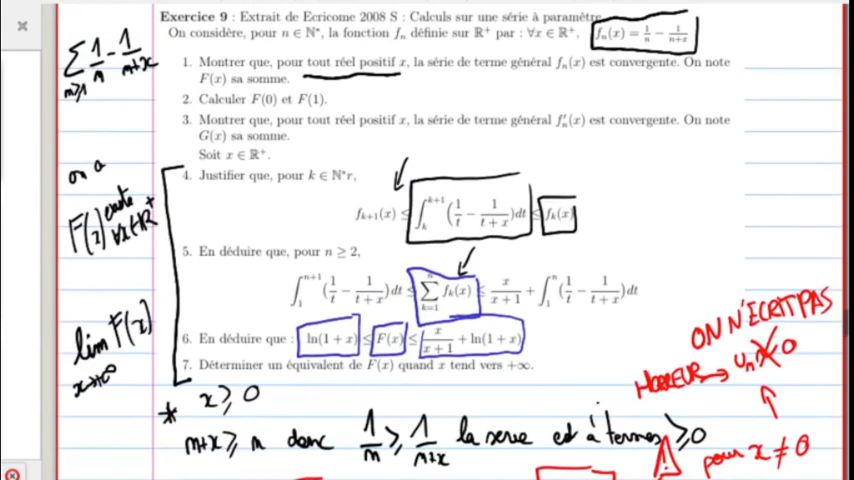 Exercice 9 : Extrait de Ecricome 2008 S : Calculs sur une série à paramètre
On considère, pour n ∈ ℕ*, la fonction fₙ définie sur ℝ⁺ par : ∀x ∈ ℝ⁺, fₙ(x) = 1/n − 1/(n+x)
1. Montrer que, pour tout réel positif x, la série de terme général fₙ(x) est convergente. On note
F(x) sa somme.
2. Calculer F(0) et F(1).
3. Montrer que, pour tout réel positif x, la série de terme général f'ₙ(x) est convergente. On note
G(x) sa somme.
Soit x ∈ ℝ⁺.
4. Justifier que, pour k ∈ ℕ*r,
fₖ₊₁(x) ≤ ∫ₖᵏ⁺¹ (1/t − 1/(t+x))dt ≤ fₖ(x)
5. En déduire que, pour n ≥ 2,
∫₁ⁿ⁺¹ (1/t − 1/(t+x))dt ≤ ∑ₖ₌₁ⁿ fₖ(x) ≤ x/(x+1) + ∫₁ⁿ (1/t − 1/(t+x))dt
6. En déduire que : ln(1 + x) ≤ F(x) ≤ x/(x+1) + ln(1 + x)
7. Déterminer un équivalent de F(x) quand x tend vers +∞.
∑ 1/n − 1/(n+x)
n≥1
on a
F(x) existe
∀x∈ℝ⁺
lim F(x)
x→+∞
* x ≥ 0
n+x ≥ n donc 1/n ≥ 1/(n+x) la serie est à termes ≥ 0
ON N'ECRIT PAS
HORREUR → uₙ ~ 0
pour x ≠ 0